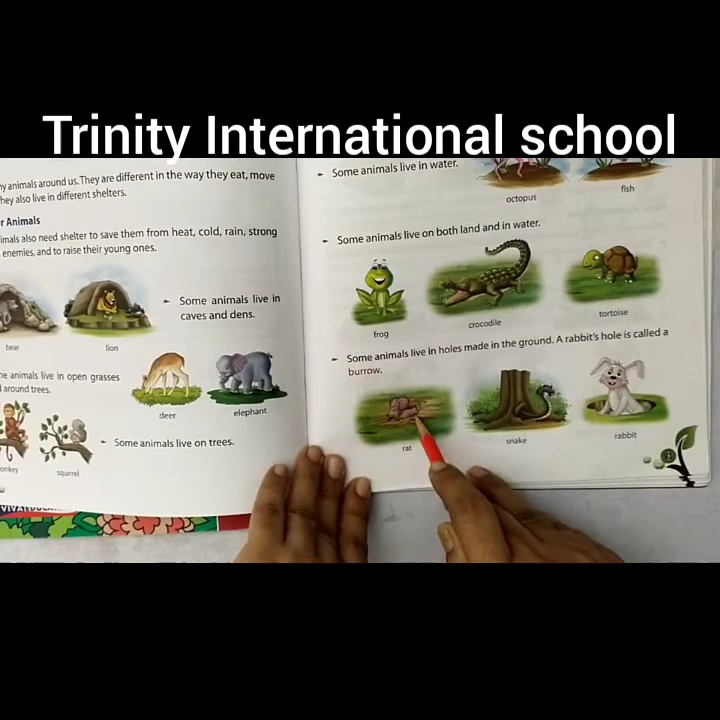 Trinity International school
animals around us. They are different in the way they eat, move
hey also live in different shelters.
r Animals
imals also need shelter to save them from heat, cold, rain, strong
enemies, and to raise their young ones.
➢ Some animals live in
caves and dens.
bear
lion
e animals live in open grasses
around trees.
deer
elephant
➢ Some animals live on trees.
onkey
squirrel
➢ Some animals live in water.
octopus
fish
➢ Some animals live on both land and in water.
frog
crocodile
tortoise
➢ Some animals live in holes made in the ground. A rabbit's hole is called a
burrow.
rat
snake
rabbit